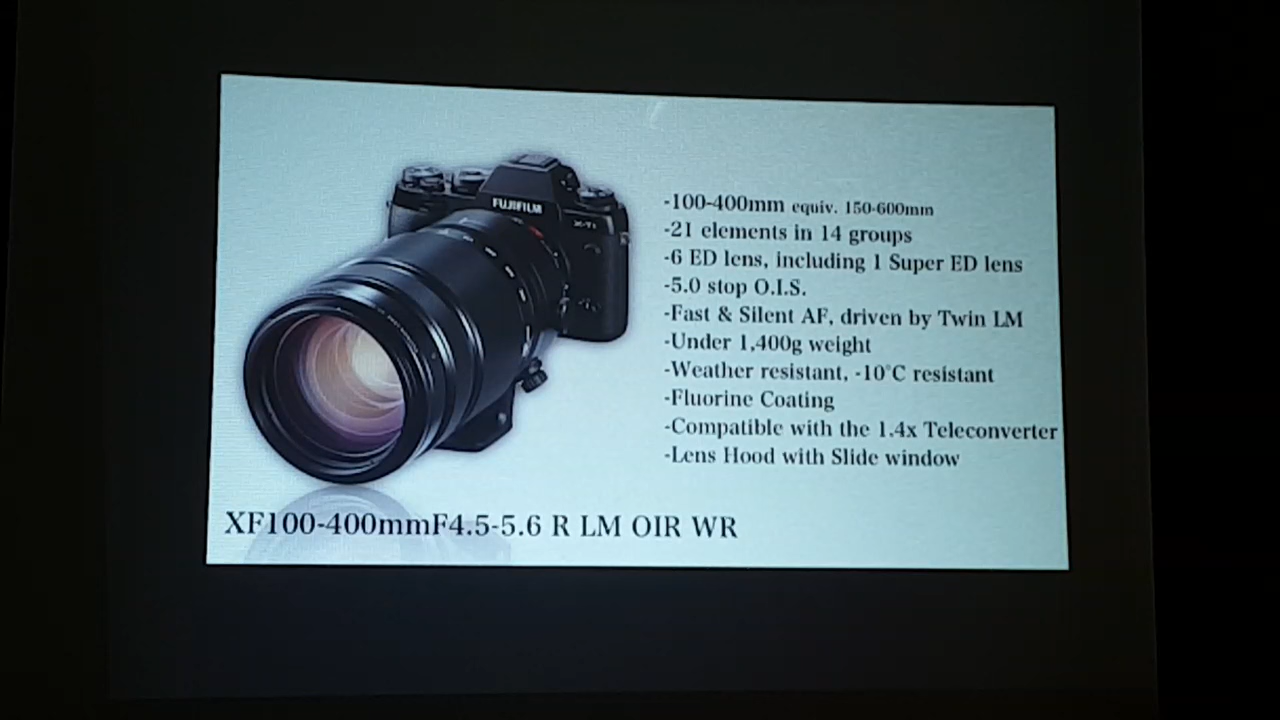 FUJIFILM
X-T1
-100-400mm equiv. 150-600mm
-21 elements in 14 groups
-6 ED lens, including 1 Super ED lens
-5.0 stop O.I.S.
-Fast & Silent AF, driven by Twin LM
-Under 1,400g weight
-Weather resistant, -10°C resistant
-Fluorine Coating
-Compatible with the 1.4x Teleconverter
-Lens Hood with Slide window
XF100-400mmF4.5-5.6 R LM OIR WR